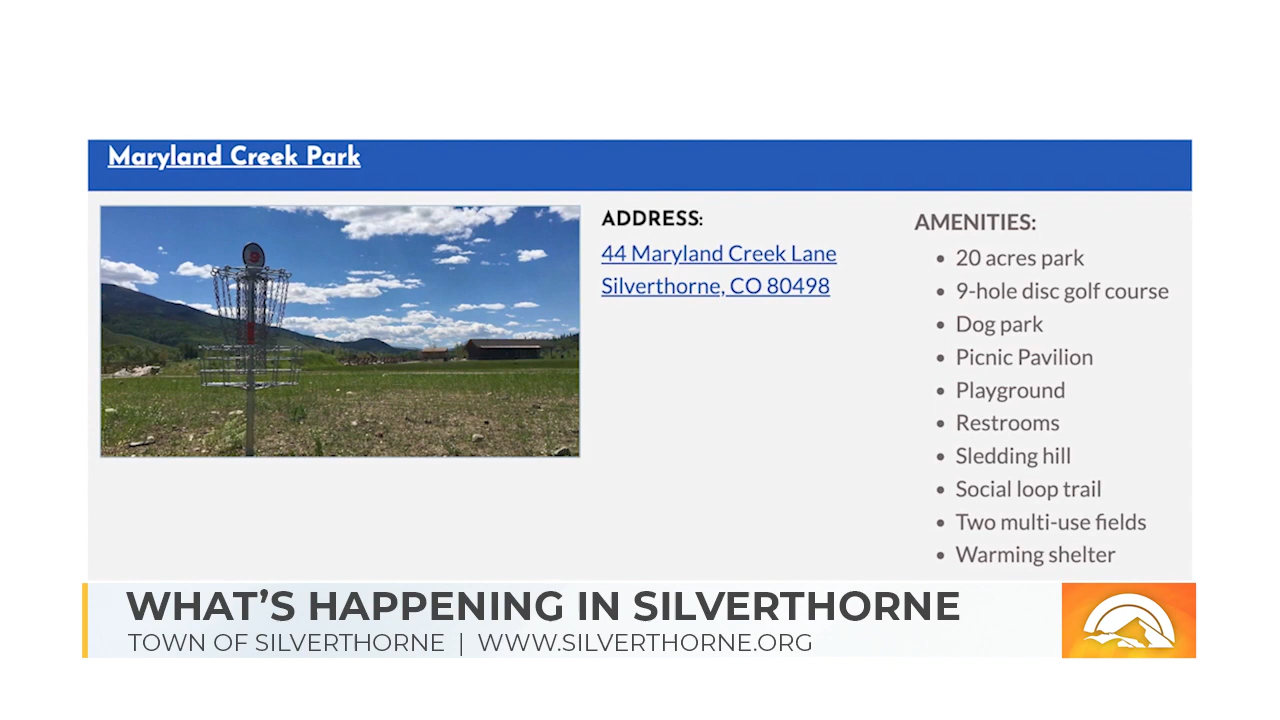 Maryland Creek Park
ADDRESS:
44 Maryland Creek Lane
Silverthorne, CO 80498
AMENITIES:
• 20 acres park
• 9-hole disc golf course
• Dog park
• Picnic Pavilion
• Playground
• Restrooms
• Sledding hill
• Social loop trail
• Two multi-use fields
• Warming shelter
WHAT'S HAPPENING IN SILVERTHORNE
TOWN OF SILVERTHORNE | WWW.SILVERTHORNE.ORG